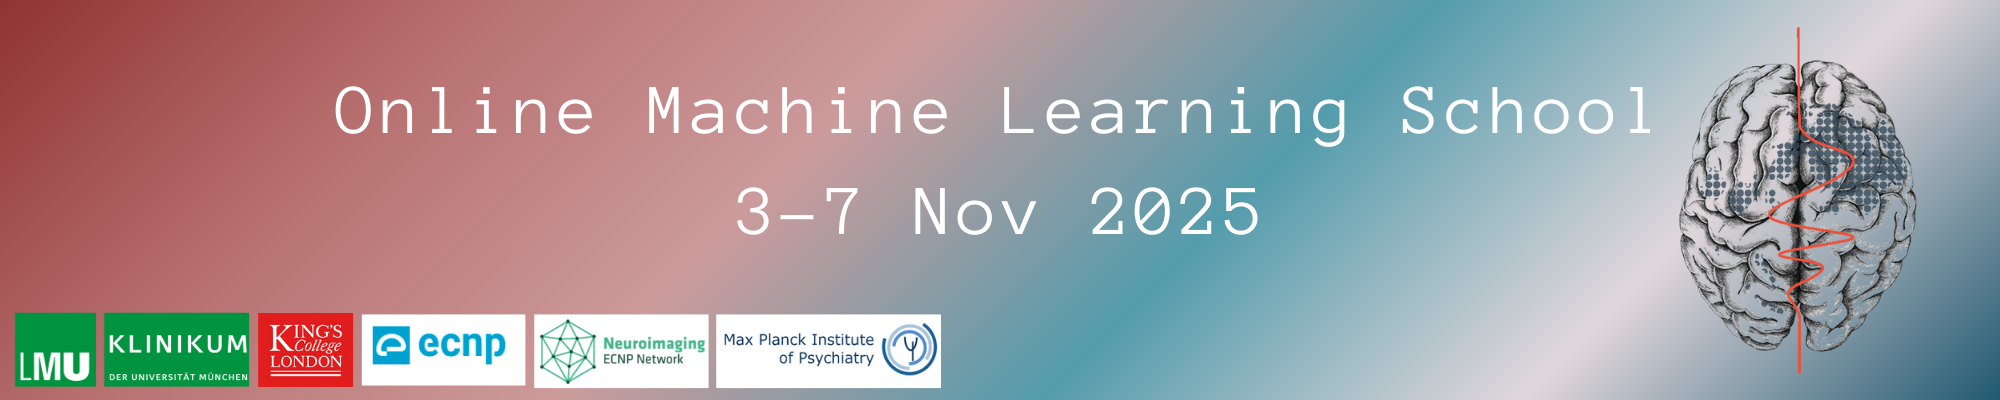 Online Machine Learning School
3-7 Nov 2025
LMU
KLINIKUM
DER UNIVERSITÄT MÜNCHEN
KING'S
College
LONDON
ecnp
Neuroimaging
ECNP Network
Max Planck Institute
of Psychiatry